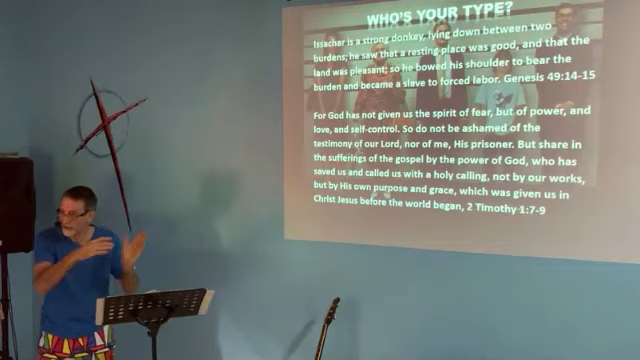 WHO'S YOUR TYPE?
Issachar is a strong donkey, lying down between two
burdens; he saw that a resting-place was good, and that the
land was pleasant; so he bowed his shoulder to bear the
burden and became a slave to forced labor. Genesis 49:14-15
For God has not given us the spirit of fear, but of power, and
love, and self-control. So do not be ashamed of the
testimony of our Lord, nor of me, His prisoner. But share in
the sufferings of the gospel by the power of God, who has
saved us and called us with a holy calling, not by our works,
but by His own purpose and grace, which was given us in
Christ Jesus before the world began, 2 Timothy 1:7-9